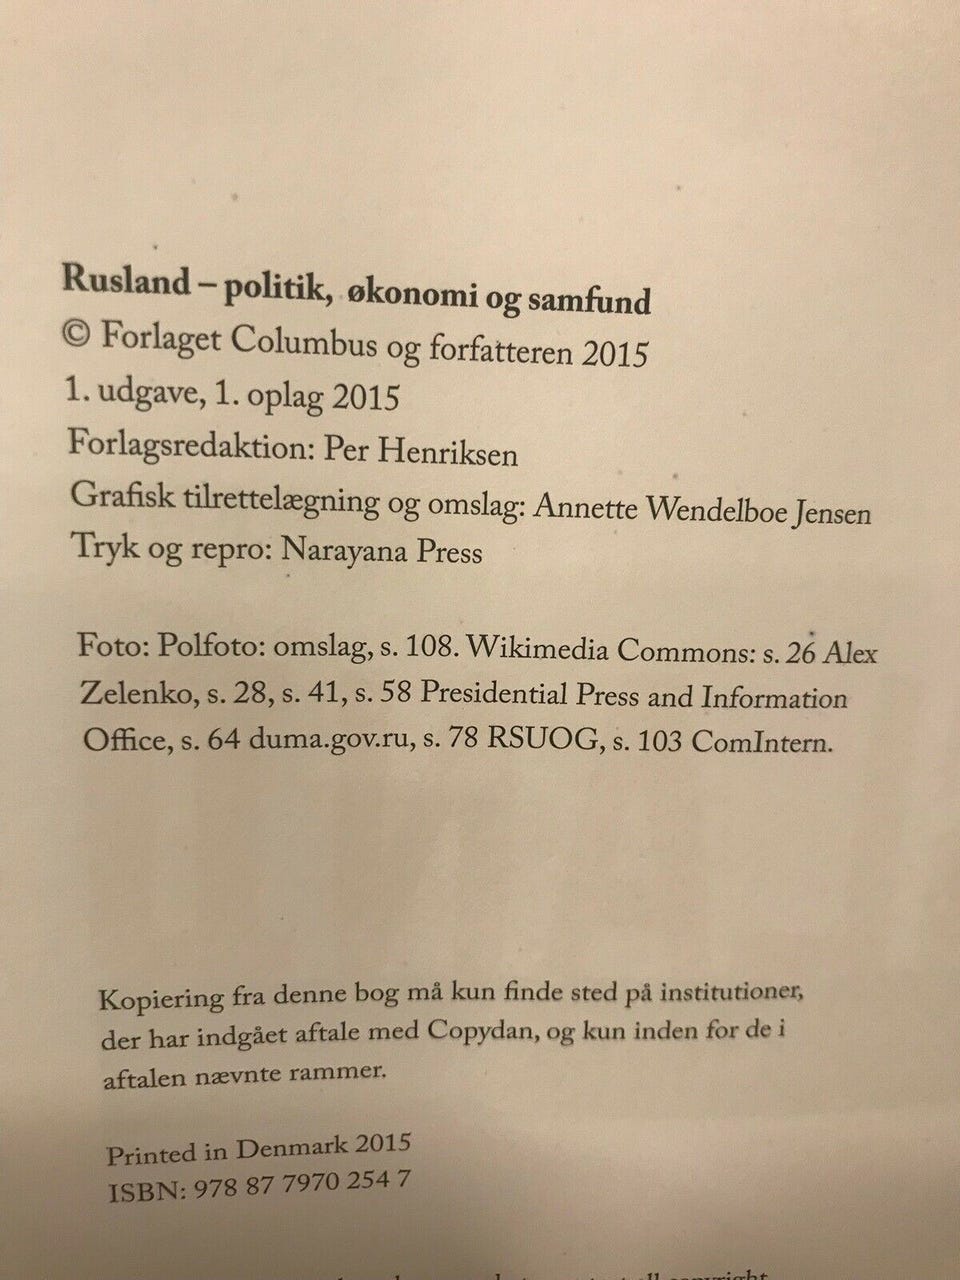 Rusland – politik, økonomi og samfund
© Forlaget Columbus og forfatteren 2015
1. udgave, 1. oplag 2015
Forlagsredaktion: Per Henriksen
Grafisk tilrettelægning og omslag: Annette Wendelboe Jensen
Tryk og repro: Narayana Press
Foto: Polfoto: omslag, s. 108. Wikimedia Commons: s. 26 Alex
Zelenko, s. 28, s. 41, s. 58 Presidential Press and Information
Office, s. 64 duma.gov.ru, s. 78 RSUOG, s. 103 ComIntern.
Kopiering fra denne bog må kun finde sted på institutioner,
der har indgået aftale med Copydan, og kun inden for de i
aftalen nævnte rammer.
Printed in Denmark 2015
ISBN: 978 87 7970 254 7